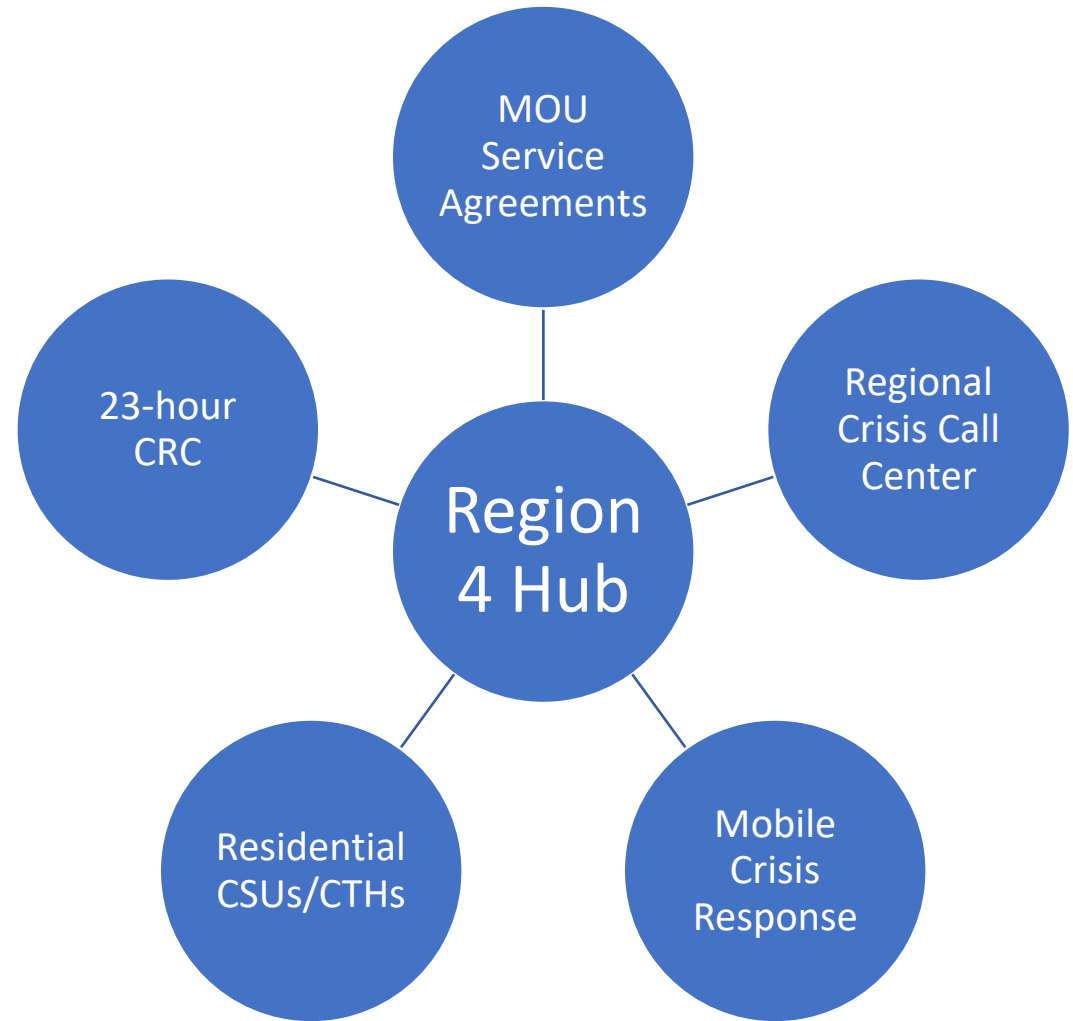 MOU
Service
Agreements
Regional
Crisis Call
Center
23-hour
CRC
Region
4 Hub
Mobile
Crisis
Response
Residential
CSUs/CTHs